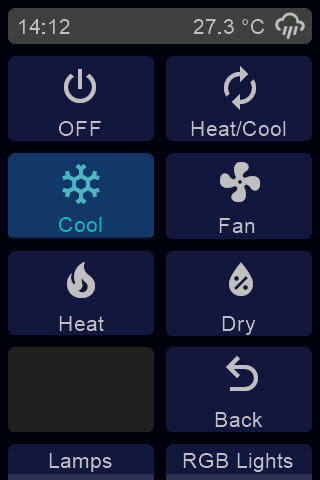 14:12 27.3 °C
OFF Heat/Cool
Cool Fan
Heat Dry
Back
Lamps RGB Lights